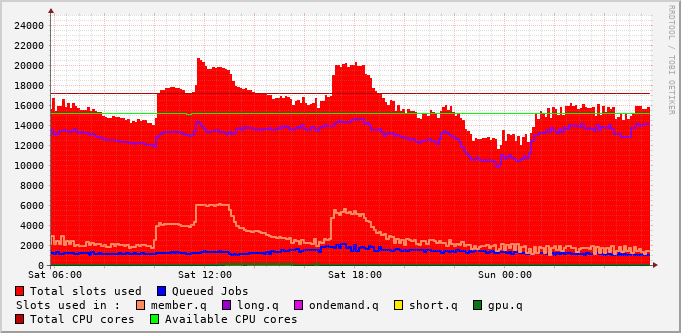 24000
22000
20000
18000
16000
14000
12000
10000
8000
6000
4000
2000
0
Sat 06:00 Sat 12:00 Sat 18:00 Sun 00:00
RRDTOOL / TOBI OETIKER
Total slots used Queued Jobs
Slots used in : member.q long.q ondemand.q short.q gpu.q
Total CPU cores Available CPU cores